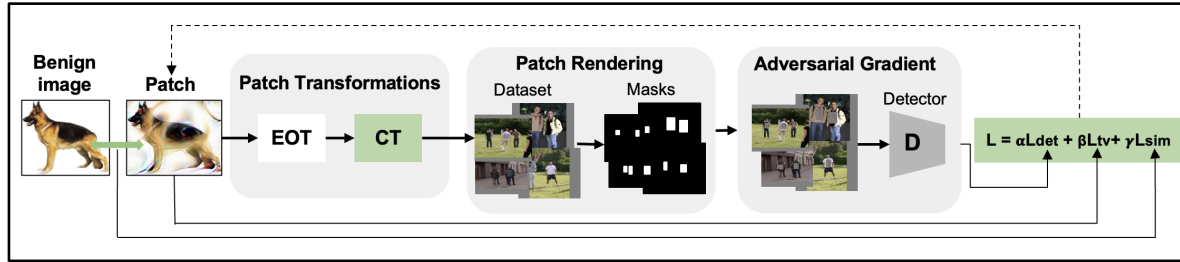 Benign
image
Patch
Patch Transformations
EOT
CT
Patch Rendering
Dataset
Masks
Adversarial Gradient
Detector
D
L = αLdet + βLtv+ γLsim